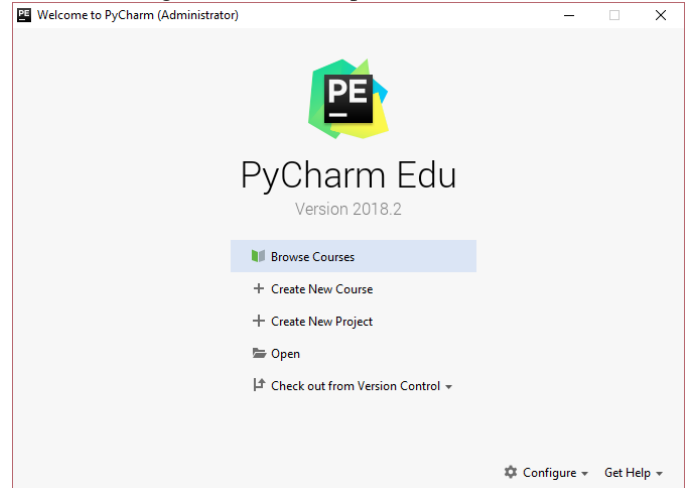 Welcome to PyCharm (Administrator)
PE
PyCharm Edu
Version 2018.2
Browse Courses
Create New Course
Create New Project
Open
Check out from Version Control
Configure
Get Help